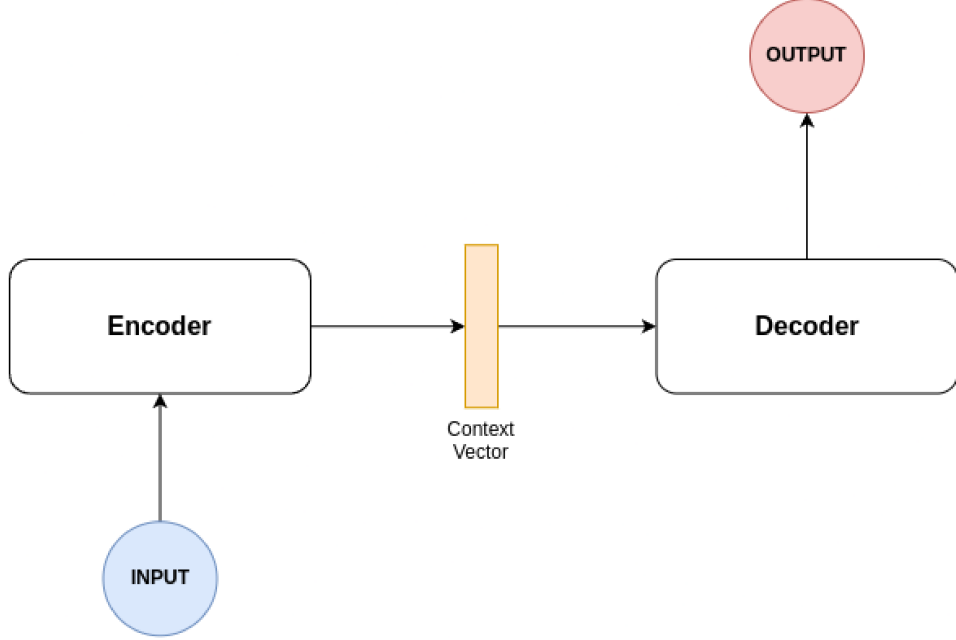 OUTPUT
Encoder
Decoder
Context
Vector
INPUT